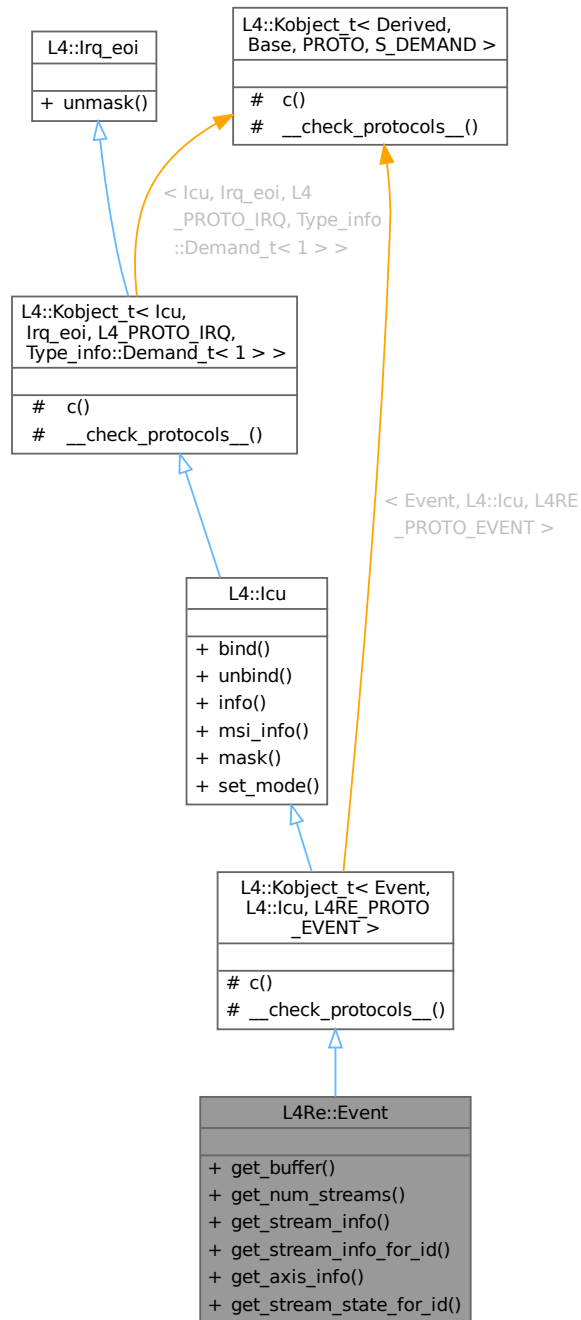 L4::Irq_eoi
+ unmask()
L4::Kobject_t< Derived,
Base, PROTO, S_DEMAND >
# c()
# __check_protocols__()
< Icu, Irq_eoi, L4
_PROTO_IRQ, Type_info
::Demand_t< 1 > >
L4::Kobject_t< Icu,
Irq_eoi, L4_PROTO_IRQ,
Type_info::Demand_t< 1 > >
# c()
# __check_protocols__()
< Event, L4::Icu, L4RE
_PROTO_EVENT >
L4::Icu
+ bind()
+ unbind()
+ info()
+ msi_info()
+ mask()
+ set_mode()
L4::Kobject_t< Event,
L4::Icu, L4RE_PROTO
_EVENT >
# c()
# __check_protocols__()
L4Re::Event
+ get_buffer()
+ get_num_streams()
+ get_stream_info()
+ get_stream_info_for_id()
+ get_axis_info()
+ get_stream_state_for_id()